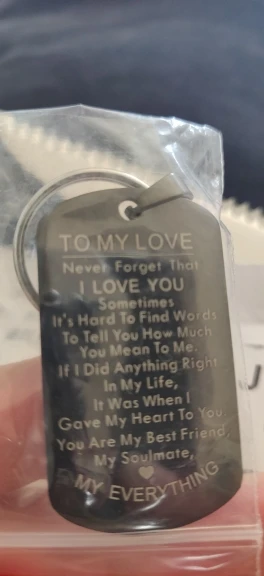 TO MY LOVE
Never Forget That
I LOVE YOU
Sometimes
It's Hard To Find Words
To Tell You How Much
You Mean To Me.
If I Did Anything Right
In My Life,
It Was When I
Gave My Heart To You.
You Are My Best Friend,
My Soulmate,
MY EVERYTHING
J